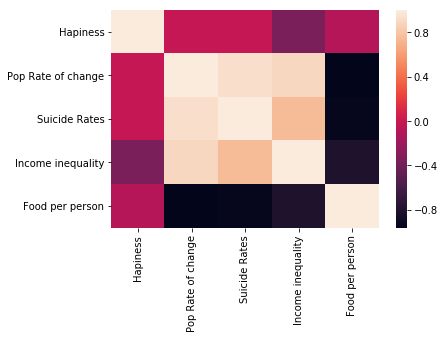 Hapiness
Pop Rate of change
Suicide Rates
Income inequality
Food per person
Hapiness
Pop Rate of change
Suicide Rates
Income inequality
Food per person
0.8
0.4
0.0
−0.4
−0.8